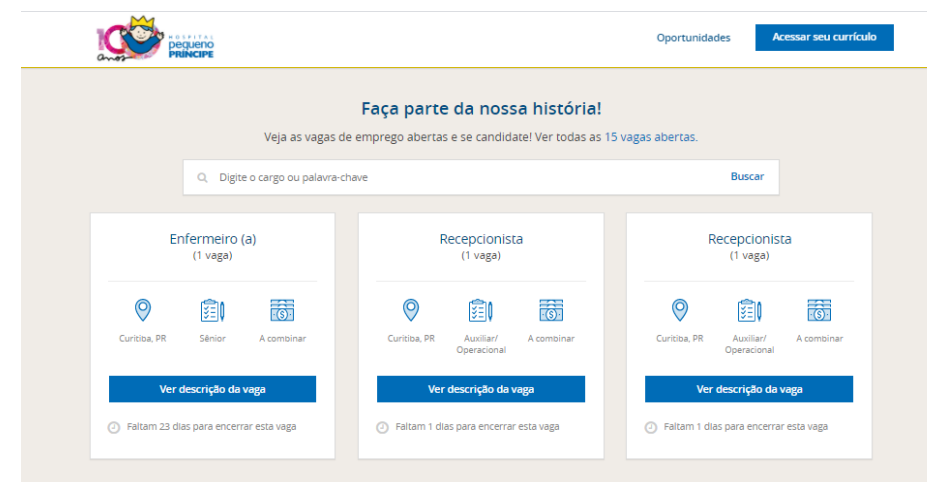 100
anos
HOSPITAL
pequeno
PRÍNCIPE
Oportunidades
Acessar seu currículo
Faça parte da nossa história!
Veja as vagas de emprego abertas e se candidate! Ver todas as 15 vagas abertas.
Digite o cargo ou palavra-chave
Buscar
Enfermeiro (a)
(1 vaga)
Curitiba, PR
Sênior
A combinar
Ver descrição da vaga
Faltam 23 dias para encerrar esta vaga
Recepcionista
(1 vaga)
Curitiba, PR
Auxiliar/
Operacional
A combinar
Ver descrição da vaga
Faltam 1 dias para encerrar esta vaga
Recepcionista
(1 vaga)
Curitiba, PR
Auxiliar/
Operacional
A combinar
Ver descrição da vaga
Faltam 1 dias para encerrar esta vaga